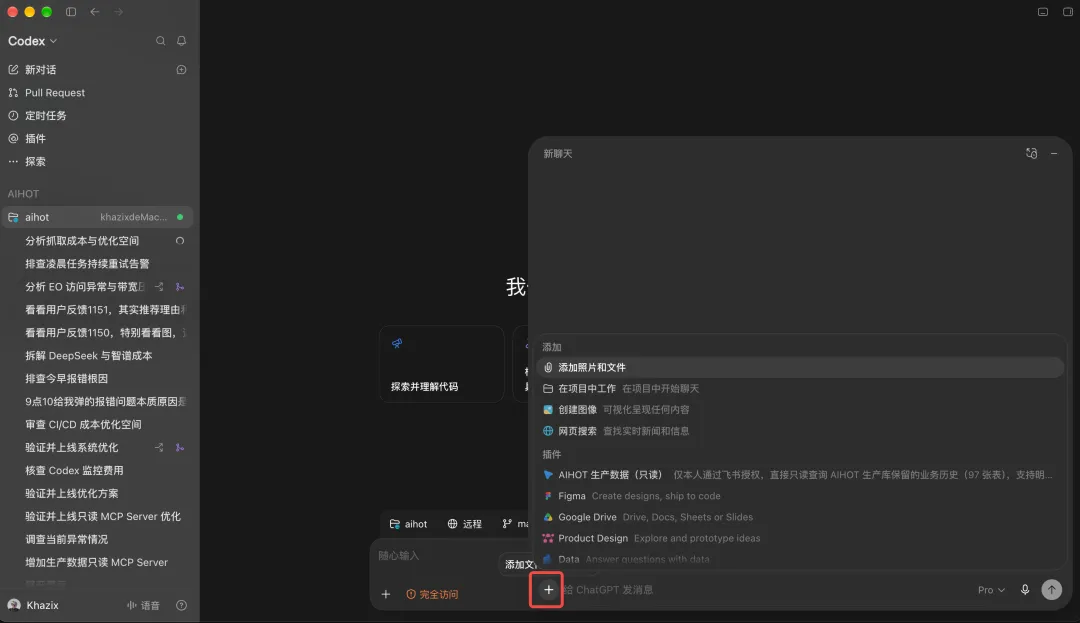 Codex
新对话
Pull Request
定时任务
插件
探索
AIHOT
aihot khazixdeMac...
分析抓取成本与优化空间
排查凌晨任务持续重试告警
分析 EO 访问异常与带宽
看看用户反馈1151，其实推荐理由
看看用户反馈1150，特别看看图，
拆解 DeepSeek 与智谱成本
排查今早报错根因
9点10给我弹的报错问题本质原因
审查 CI/CD 成本优化空间
验证并上线系统优化
核查 Codex 监控费用
验证并上线优化方案
验证并上线只读 MCP Server 优化
调查当前异常情况
增加生产数据只读 MCP Server
Khazix 语音
我
探索并理解代码
aihot 远程 ma
随心输入
添加文
完全访问
新聊天
添加
添加照片和文件
在项目中工作 在项目中开始聊天
创建图像 可视化呈现任何内容
网页搜索 查找实时新闻和信息
插件
AIHOT 生产数据（只读） 仅本人通过飞书授权，直接只读查询 AIHOT 生产库保留的业务历史（97 张表），支持明...
Figma Create designs, ship to code
Google Drive Drive, Docs, Sheets or Slides
Product Design Explore and prototype ideas
Data Answer questions with data
给 ChatGPT 发消息 Pro